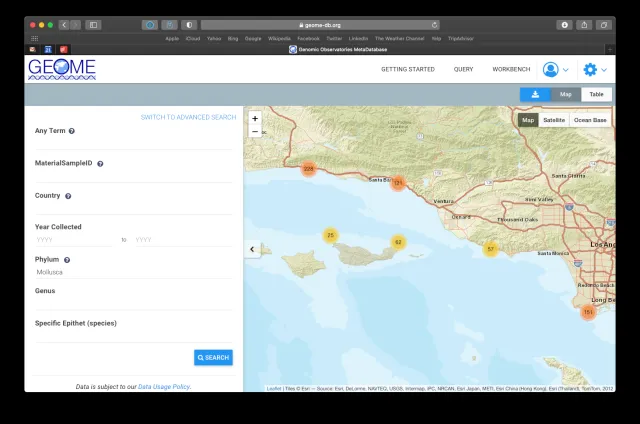 geome-db.org
Apple iCloud Yahoo Bing Google Wikipedia Facebook Twitter LinkedIn The Weather Channel Yelp TripAdvisor
Genomic Observatories MetaDatabase
GEOME
GETTING STARTED QUERY WORKBENCH
Map Table
SWITCH TO ADVANCED SEARCH
Any Term ?
MaterialSampleID ?
Country ?
Year Collected
YYYY to YYYY
Phylum ?
Mollusca
Genus
Specific Epithet (species)
SEARCH
Data is subject to our Data Usage Policy.
+
−
Map Satellite Ocean Base
Santa Clarita
228
Santa Ba
121
Ventura
Simi Valley
Oxnard
Thousand Oaks
25
62
57
Los An
Santa Monica
Redondo Beach
Long Be
151
Leaflet | Tiles © Esri — Source: Esri, DeLorme, NAVTEQ, USGS, Intermap, iPC, NRCAN, Esri Japan, METI, Esri China (Hong Kong), Esri (Thailand), TomTom, 2012